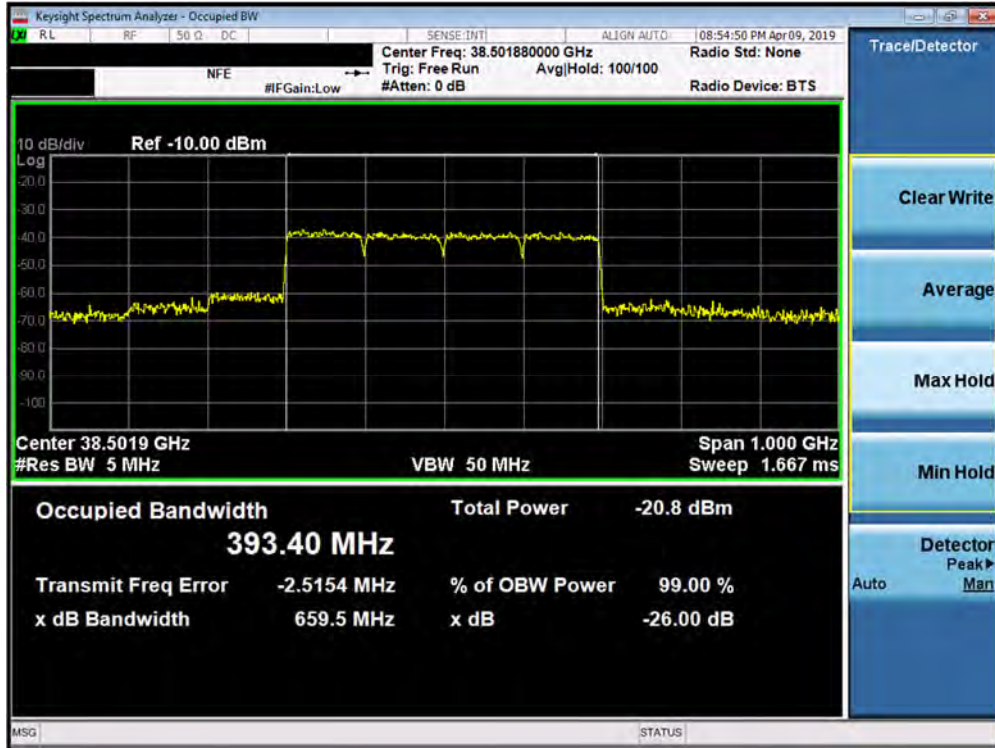 Keysight Spectrum Analyzer - Occupied BW
LXI RL RF 50 Ω DC SENSE:INT ALIGN AUTO 08:54:50 PM Apr 09, 2019
Center Freq: 38.501880000 GHz Radio Std: None
NFE Trig: Free Run Avg|Hold: 100/100
#IFGain:Low #Atten: 0 dB Radio Device: BTS
10 dB/div Ref -10.00 dBm
Log
-20.0
-30.0
-40.0
-50.0
-60.0
-70.0
-80.0
-90.0
-100
Center 38.5019 GHz Span 1.000 GHz
#Res BW 5 MHz VBW 50 MHz Sweep 1.667 ms
Occupied Bandwidth Total Power -20.8 dBm
393.40 MHz
Transmit Freq Error -2.5154 MHz % of OBW Power 99.00 %
x dB Bandwidth 659.5 MHz x dB -26.00 dB
MSG STATUS
Trace/Detector
Clear Write
Average
Max Hold
Min Hold
Detector
Peak▶
Auto Man